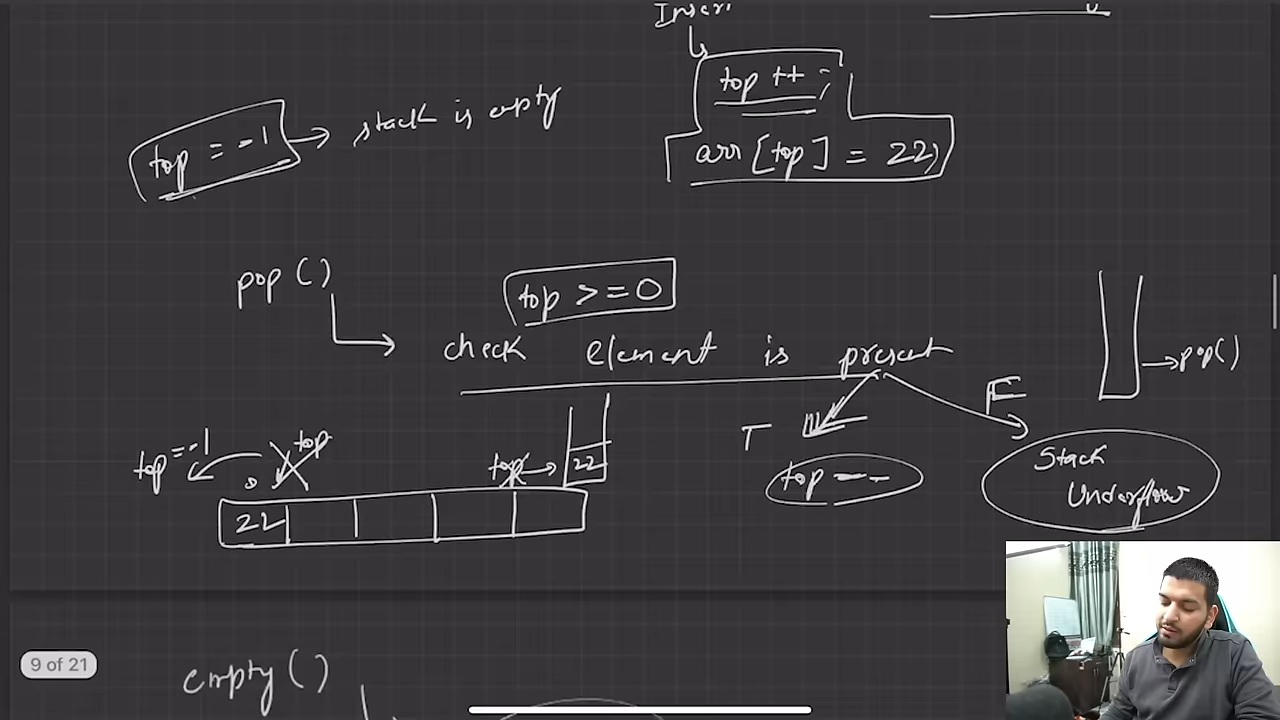 Insert
top ++ ;
arr [top] = 22;
top = -1 → stack is empty
pop ()
top >= 0
check element is present
→ pop()
T
F
top --
Stack
Underflow
top = -1
top
0
top →
22
22
empty ()
9 of 21